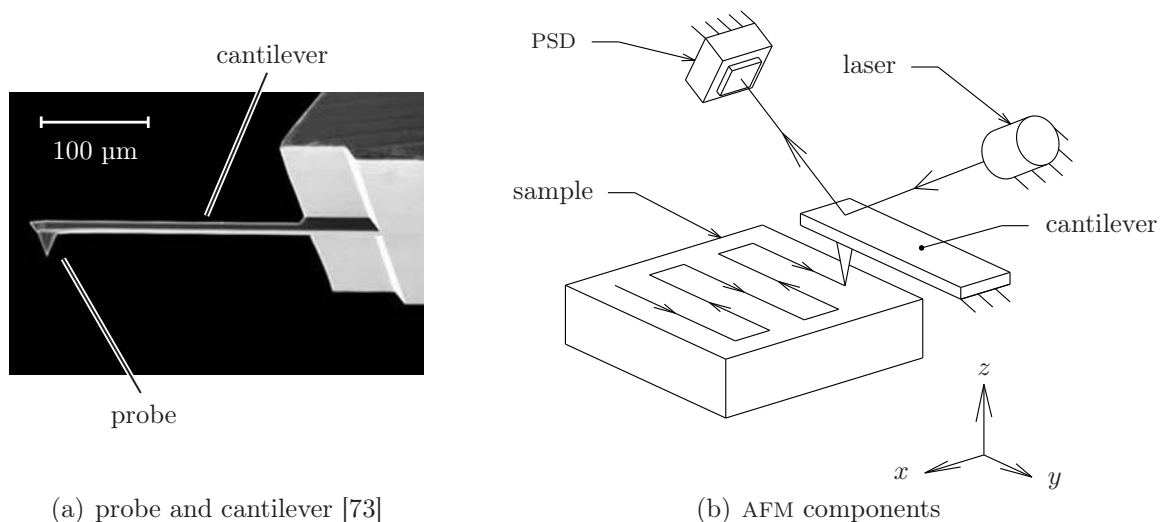 cantilever
100 µm
probe
(a) probe and cantilever [73]
PSD
laser
sample
cantilever
z
x
y
(b) AFM components